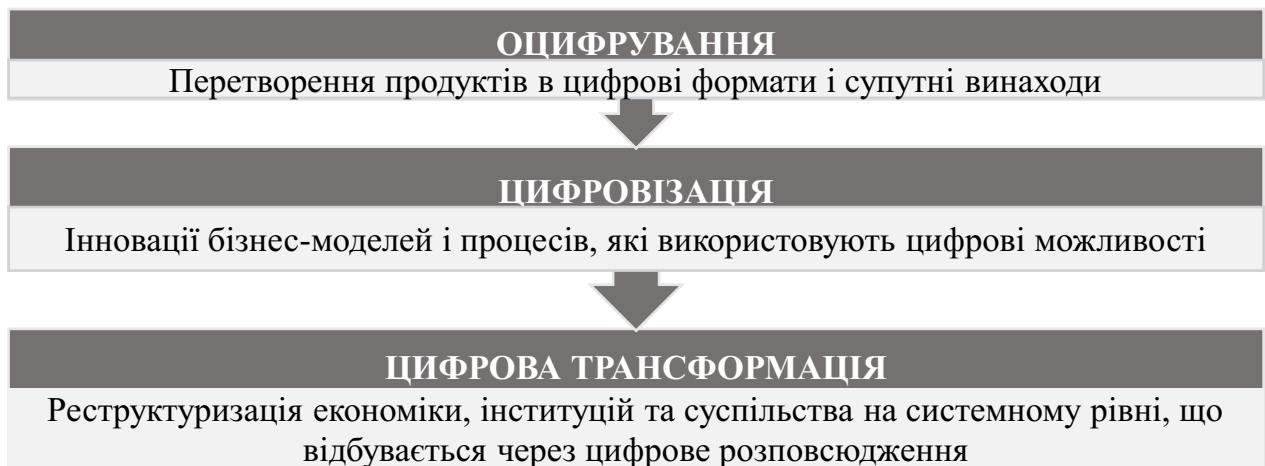 ОЦИФРУВАННЯ
Перетворення продуктів в цифрові формати і супутні винаходи
ЦИФРОВІЗАЦІЯ
Інновації бізнес-моделей і процесів, які використовують цифрові можливості
ЦИФРОВА ТРАНСФОРМАЦІЯ
Реструктуризація економіки, інституцій та суспільства на системному рівні, що
відбувається через цифрове розповсюдження